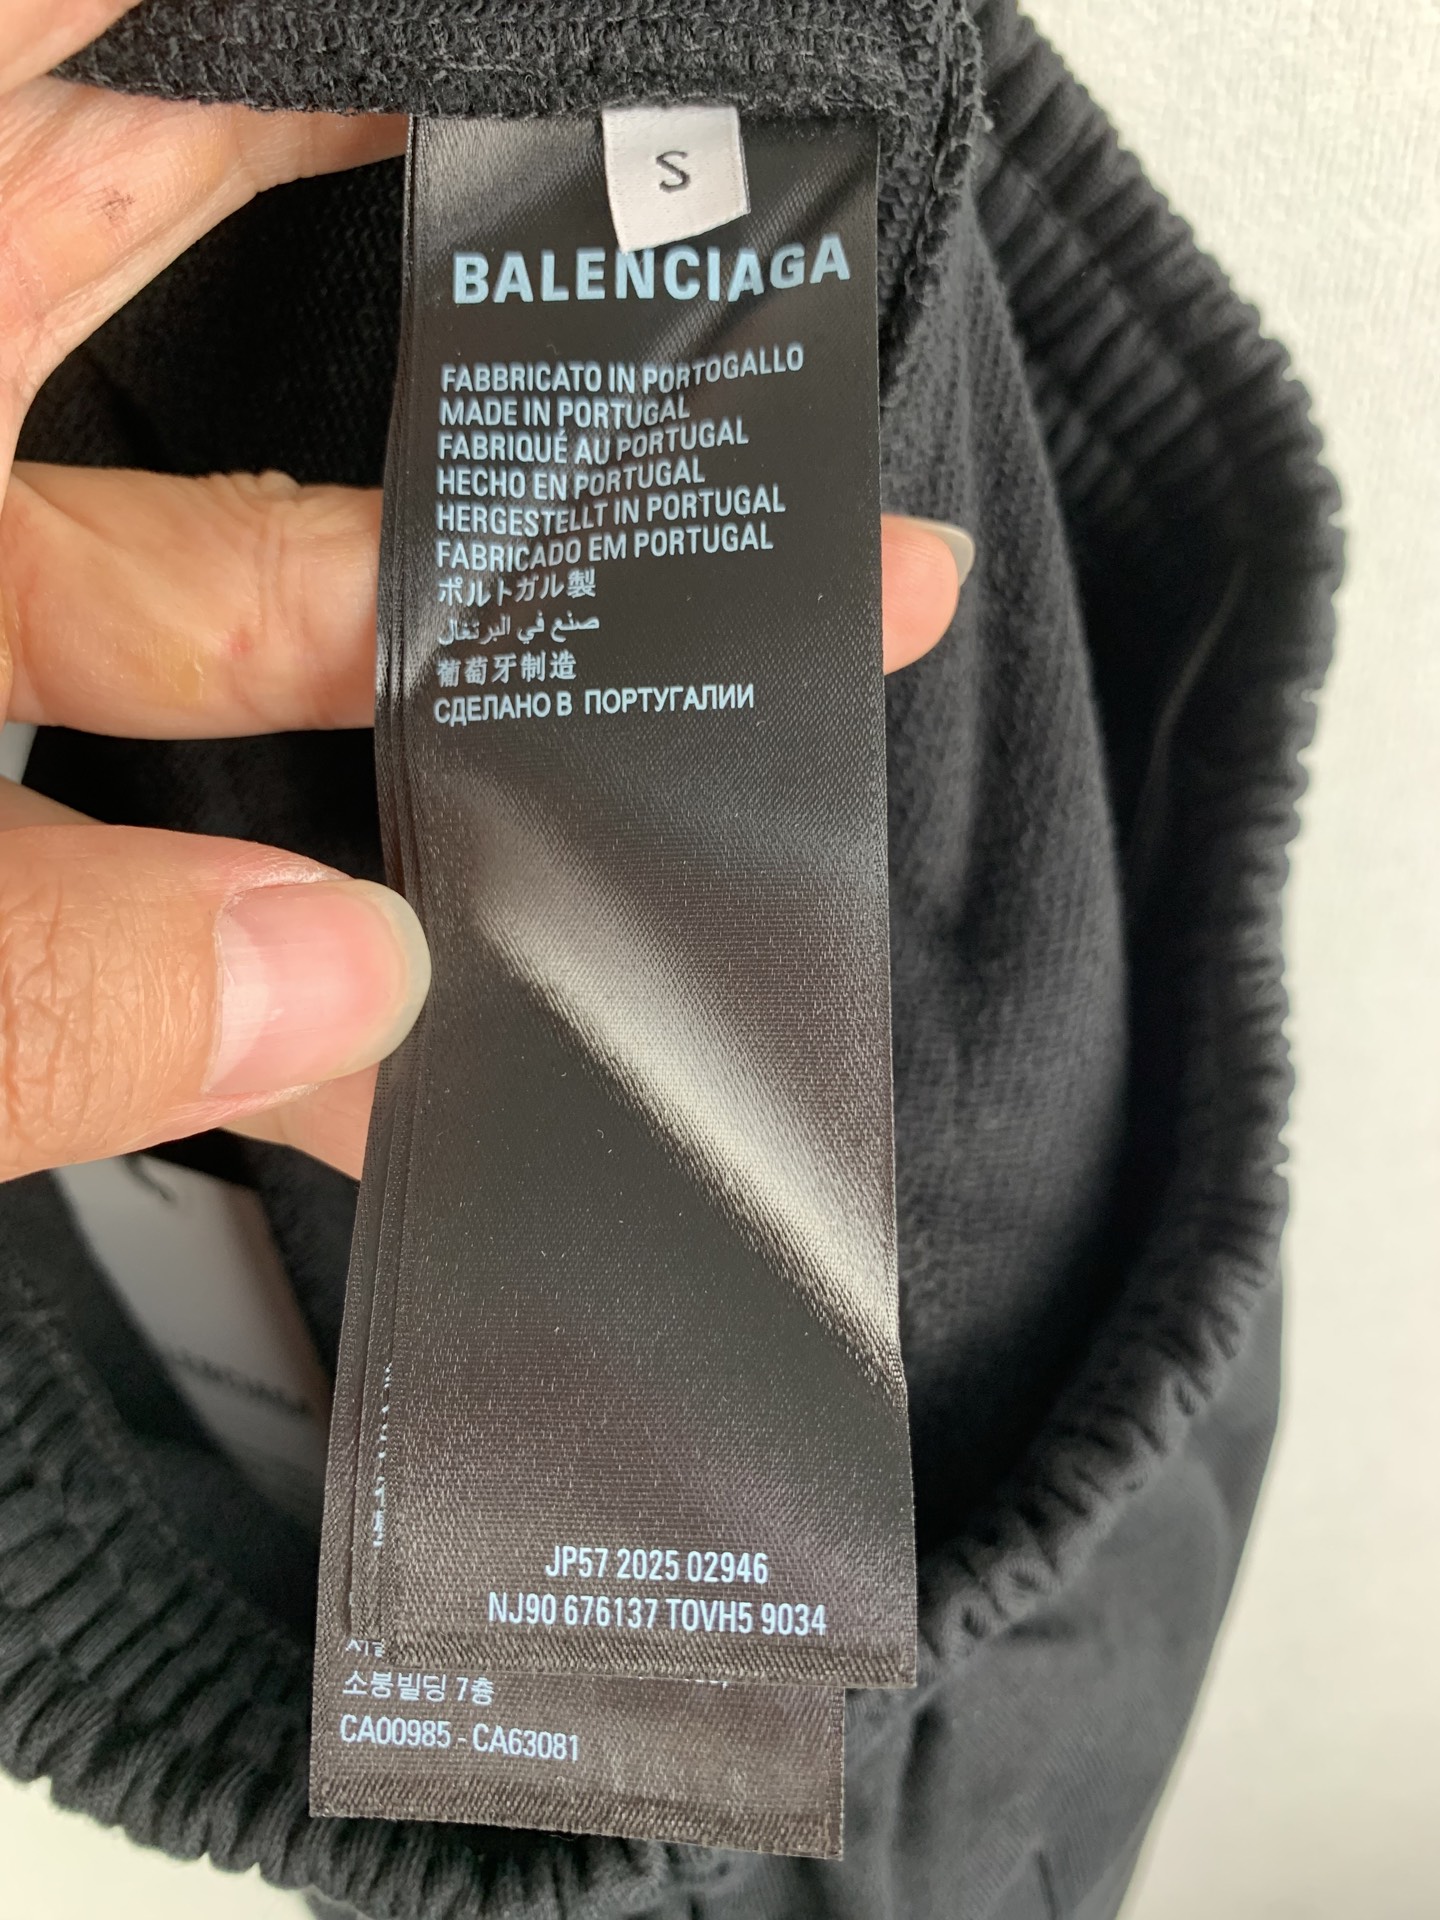 S
BALENCIAGA
FABBRICATO IN PORTOGALLO
MADE IN PORTUGAL
FABRIQUÉ AU PORTUGAL
HECHO EN PORTUGAL
HERGESTELLT IN PORTUGAL
FABRICADO EM PORTUGAL
ポルトガル製
صنع في البرتغال
葡萄牙制造
СДЕЛАНО В ПОРТУГАЛИИ
JP57 2025 02946
NJ90 676137 TOVH5 9034
소봉빌딩 7층
CA00985 - CA63081